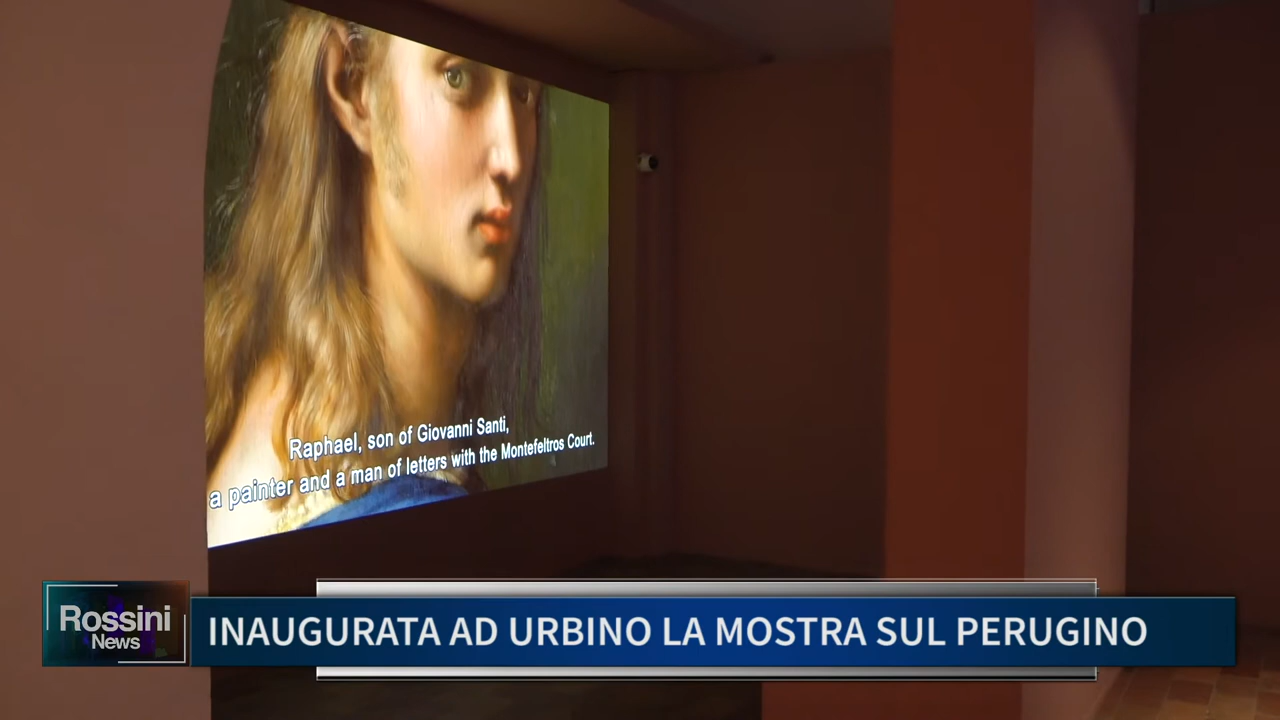 Raphael, son of Giovanni Santi,
a painter and a man of letters with the Montefeltros Court.
Rossini
News
INAUGURATA AD URBINO LA MOSTRA SUL PERUGINO